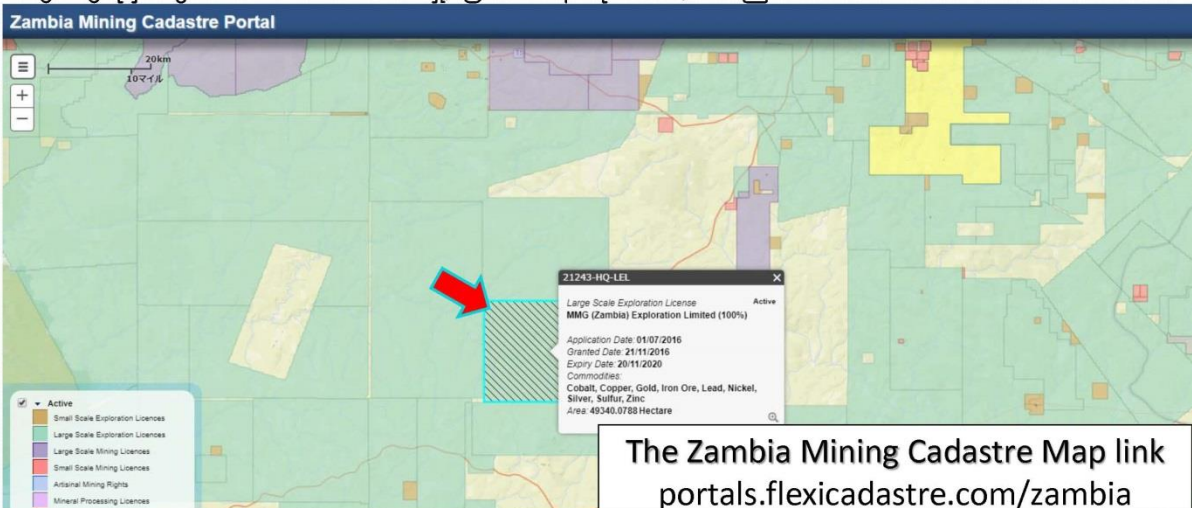 Zambia Mining Cadastre Portal
20km
10マイル
21243-HQ-LEL
Large Scale Exploration License Active
MMG (Zambia) Exploration Limited (100%)
Application Date: 01/07/2016
Granted Date: 21/11/2016
Expiry Date: 20/11/2020
Commodities:
Cobalt, Copper, Gold, Iron Ore, Lead, Nickel,
Silver, Sulfur, Zinc
Area: 49340.0788 Hectare
Active
Small Scale Exploration Licences
Large Scale Exploration Licences
Large Scale Mining Licences
Small Scale Mining Licences
Artisinal Mining Rights
Mineral Processing Licences
The Zambia Mining Cadastre Map link
portals.flexicadastre.com/zambia